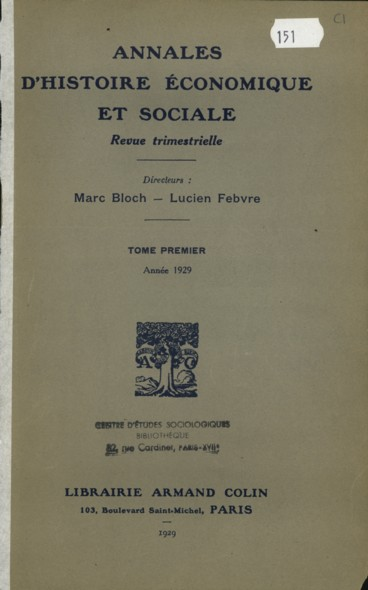 C1
151
ANNALES
D'HISTOIRE ÉCONOMIQUE
ET SOCIALE
Revue trimestrielle
Directeurs :
Marc Bloch — Lucien Febvre
TOME PREMIER
Année 1929
A C
CENTRE D'ÉTUDES SOCIOLOGIQUES
BIBLIOTHÈQUE
82, rue Cardinet, PARIS-XVIIe
LIBRAIRIE ARMAND COLIN
103, Boulevard Saint-Michel, PARIS
1929